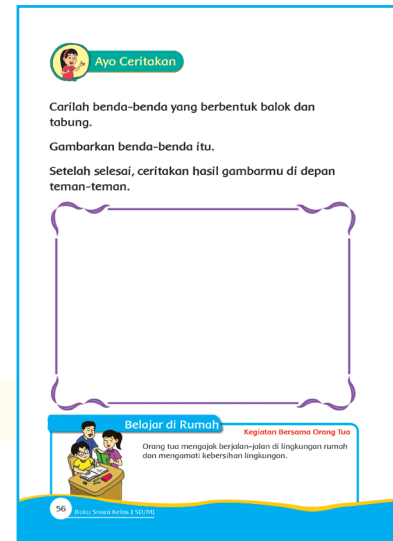 Ayo Ceritakan
Carilah benda-benda yang berbentuk balok dan
tabung.
Gambarkan benda-benda itu.
Setelah selesai, ceritakan hasil gambarmu di depan
teman-teman.
Belajar di Rumah
Kegiatan Bersama Orang Tua
Orang tua mengajak berjalan-jalan di lingkungan rumah
dan mengamati kebersihan lingkungan.
56
Buku Siswa Kelas I SD/MI